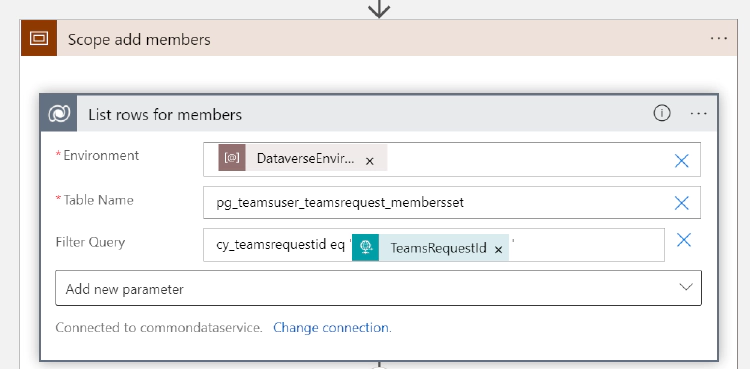 Scope add members
List rows for members
* Environment
[@] DataverseEnvir... ×
* Table Name
pg_teamsuser_teamsrequest_membersset
Filter Query
cy_teamsrequestid eq ' TeamsRequestId × '
Add new parameter
Connected to commondataservice. Change connection.